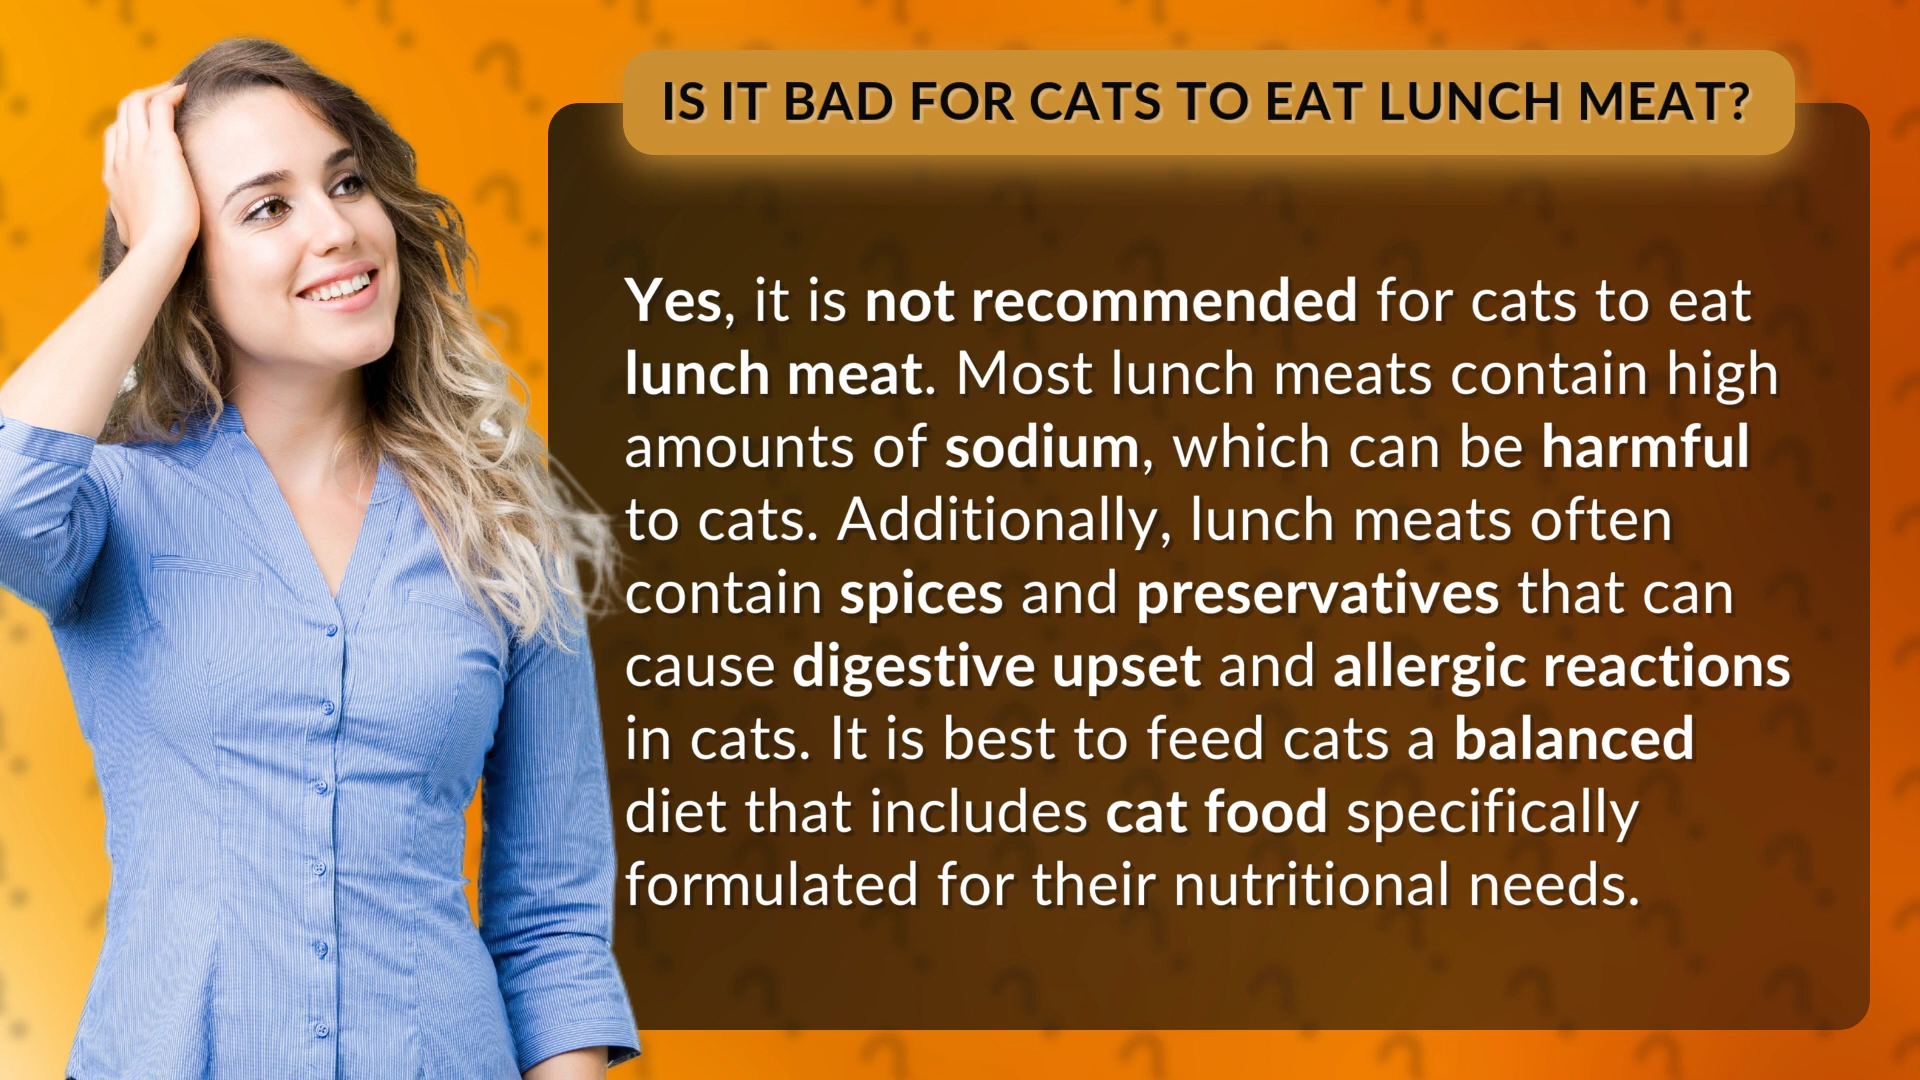 IS IT BAD FOR CATS TO EAT LUNCH MEAT?
Yes, it is not recommended for cats to eat
lunch meat. Most lunch meats contain high
amounts of sodium, which can be harmful
to cats. Additionally, lunch meats often
contain spices and preservatives that can
cause digestive upset and allergic reactions
in cats. It is best to feed cats a balanced
diet that includes cat food specifically
formulated for their nutritional needs.